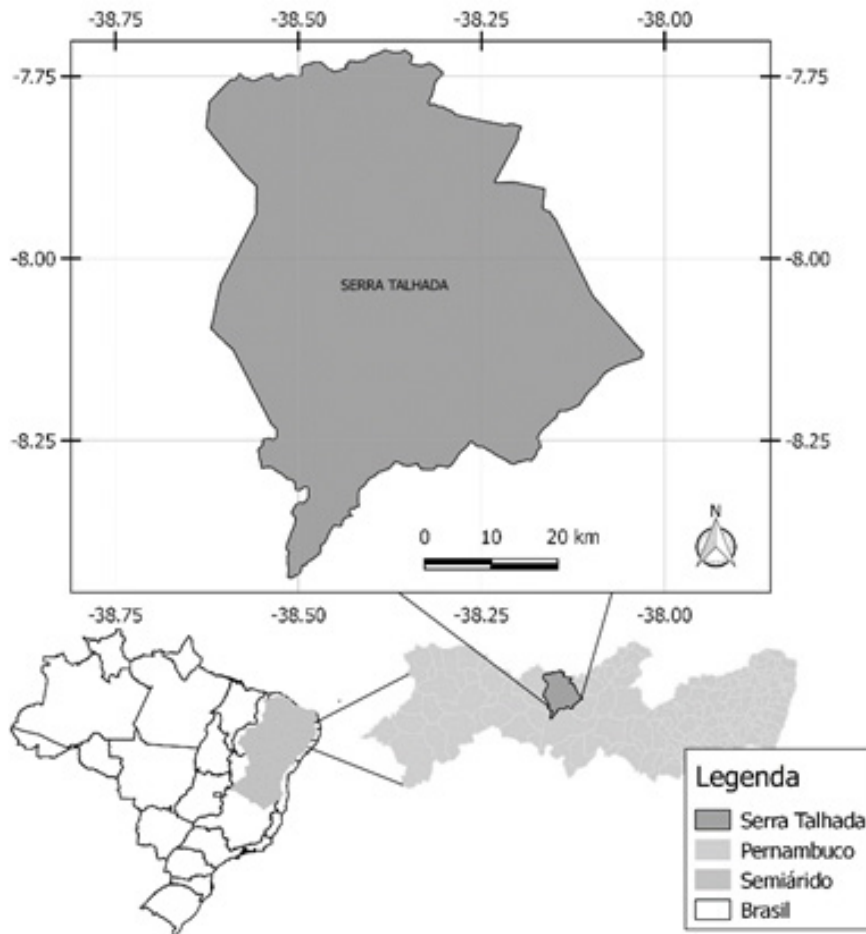 -38.75 -38.50 -38.25 -38.00
-7.75 -7.75
-8.00 -8.00
SERRA TALHADA
-8.25 -8.25
N
0 10 20 km
-38.75 -38.50 -38.25 -38.00
Legenda
Serra Talhada
Pernambuco
Semiárido
Brasil